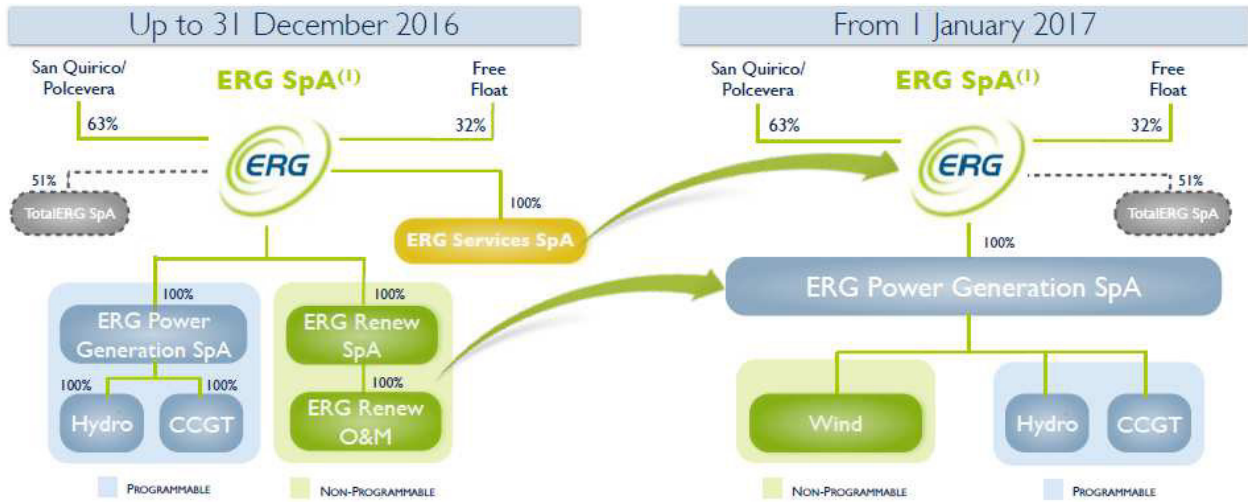 Up to 31 December 2016
San Quirico/
Polcevera
63%
ERG SpA(1)
Free
Float
32%
ERG
51%
TotalERG SpA
100%
ERG Services SpA
100%
ERG Power
Generation SpA
100%
100%
Hydro
CCGT
100%
ERG Renew
SpA
100%
ERG Renew
O&M
PROGRAMMABLE
NON-PROGRAMMABLE
From 1 January 2017
San Quirico/
Polcevera
63%
ERG SpA(1)
Free
Float
32%
ERG
51%
TotalERG SpA
100%
ERG Power Generation SpA
Wind
Hydro
CCGT
NON-PROGRAMMABLE
PROGRAMMABLE